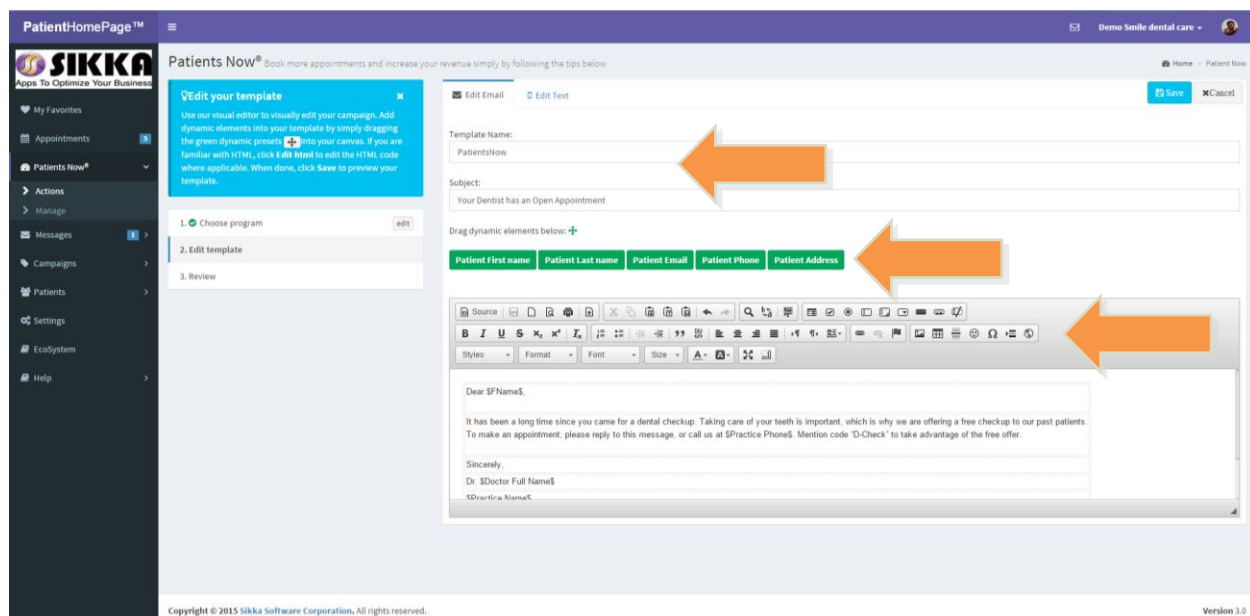 PatientHomePage™
Demo Smile dental care
SIKKA
Apps To Optimize Your Business
My Favorites
Appointments 5
Patients Now®
Actions
Manage
Messages 1
Campaigns
Patients
Settings
EcoSystem
Help
Patients Now® Book more appointments and increase your revenue simply by following the tips below
Home Patient Now
Edit your template
Use our visual editor to visually edit your campaign. Add
dynamic elements into your template by simply dragging
the green dynamic presets into your canvas. If you are
familiar with HTML, click Edit html to edit the HTML code
where applicable. When done, click Save to preview your
template.
1. Choose program edit
2. Edit template
3. Review
Edit Email Edit Text
Save Cancel
Template Name:
PatientsNow
Subject:
Your Dentist has an Open Appointment
Drag dynamic elements below:
Patient First name Patient Last name Patient Email Patient Phone Patient Address
Source
Styles Format Font Size
Dear $FName$,
It has been a long time since you came for a dental checkup. Taking care of your teeth is important, which is why we are offering a free checkup to our past patients
To make an appointment, please reply to this message, or call us at $Practice Phone$. Mention code "D-Check" to take advantage of the free offer.
Sincerely,
Dr. $Doctor Full Name$
$Practice Name$
Copyright © 2015 Sikka Software Corporation. All rights reserved.
Version 3.0